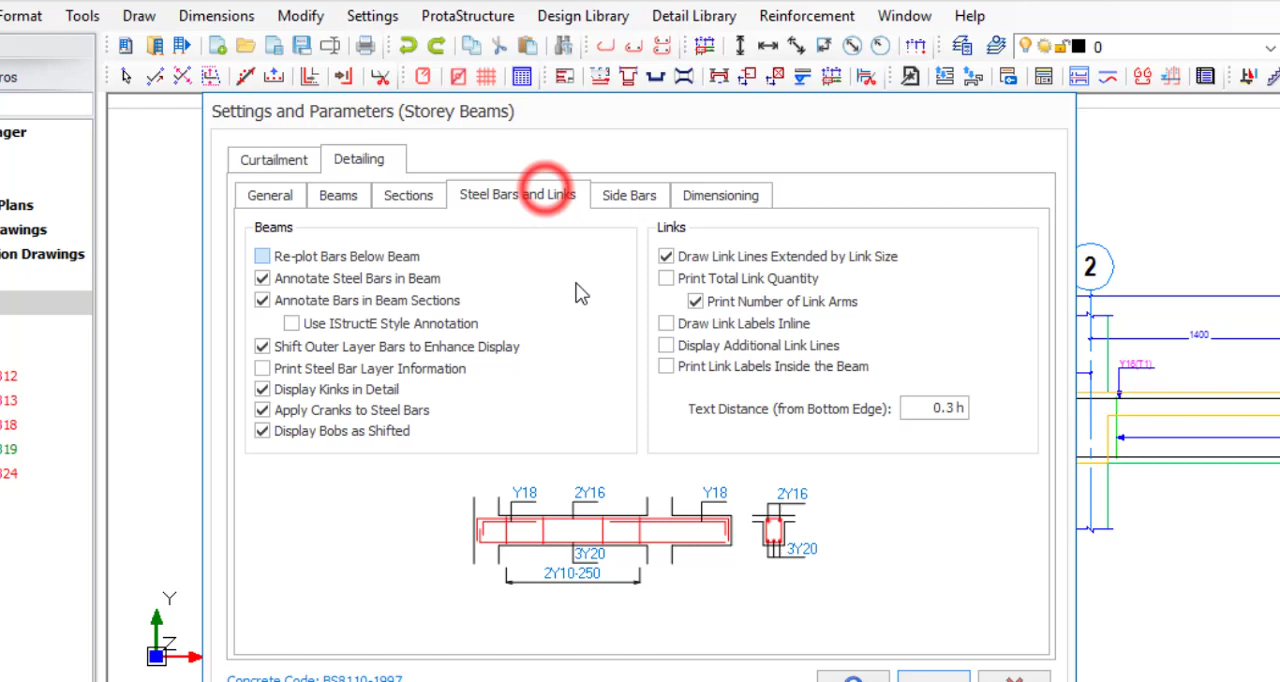 ormat Tools Draw Dimensions Modify Settings ProtaStructure Design Library Detail Library Reinforcement Window Help
0
ros
ager
Plans
awings
on Drawings
312
313
318
319
324
Settings and Parameters (Storey Beams)
Curtailment Detailing
General Beams Sections Steel Bars and Links Side Bars Dimensioning
Beams
Re-plot Bars Below Beam
Annotate Steel Bars in Beam
Annotate Bars in Beam Sections
Use IStructE Style Annotation
Shift Outer Layer Bars to Enhance Display
Print Steel Bar Layer Information
Display Kinks in Detail
Apply Cranks to Steel Bars
Display Bobs as Shifted
Links
Draw Link Lines Extended by Link Size
Print Total Link Quantity
Print Number of Link Arms
Draw Link Labels Inline
Display Additional Link Lines
Print Link Labels Inside the Beam
Text Distance (from Bottom Edge): 0.3 h
Y18 2Y16 Y18 2Y16
3Y20 3Y20
2Y10-250
2
1400
Y16(T1)
Y
Z
Concrete Code: BS8110-1997